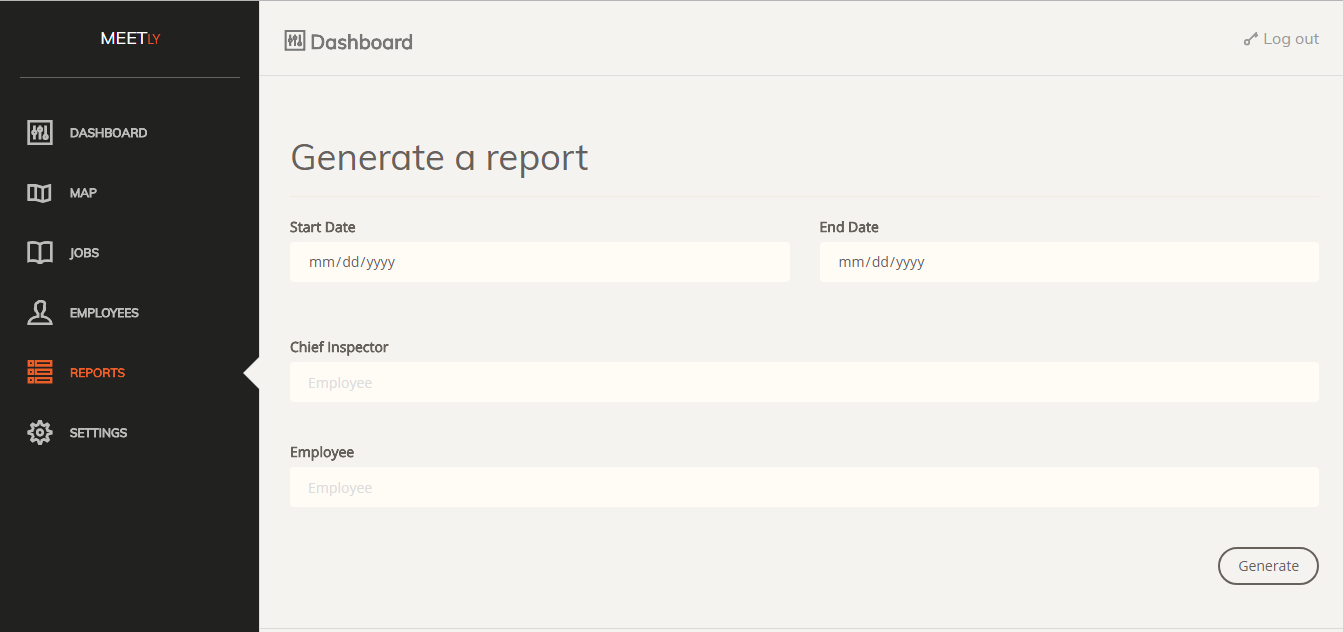 MEETLY
DASHBOARD
MAP
JOBS
EMPLOYEES
REPORTS
SETTINGS
Dashboard
Log out
Generate a report
Start Date
End Date
mm/dd/yyyy
mm/dd/yyyy
Chief Inspector
Employee
Employee
Employee
Generate